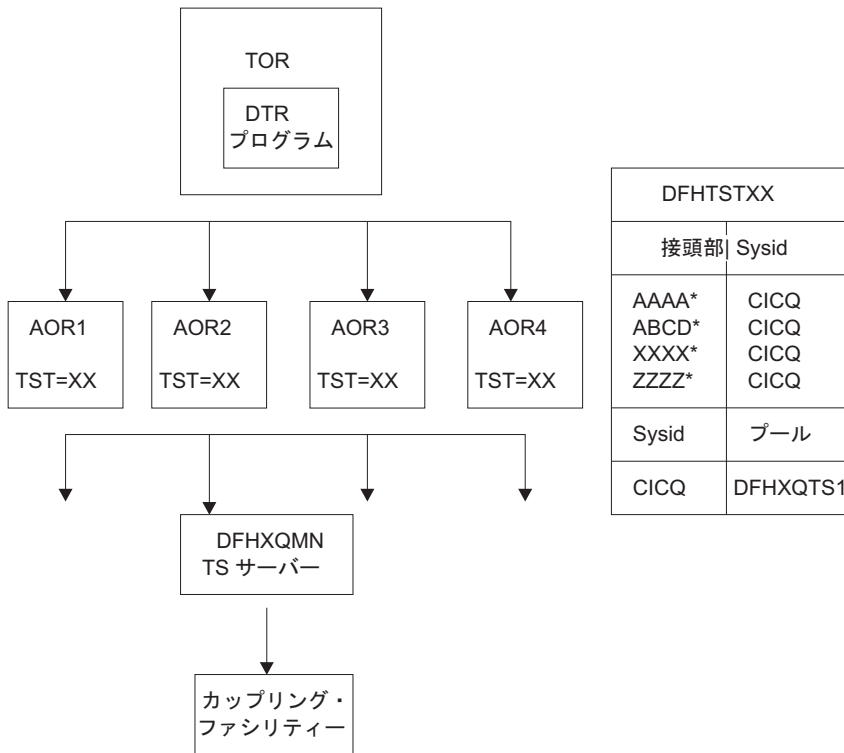 TOR
DTR
プログラム
AOR1
TST=XX
AOR2
TST=XX
AOR3
TST=XX
AOR4
TST=XX
DFHXQMN
TS サーバー
カップリング・
ファシリティー
DFHTSTXX
接頭部| Sysid
AAAA* CICQ
ABCD* CICQ
XXXX* CICQ
ZZZZ* CICQ
Sysid プール
CICQ DFHXQTS1